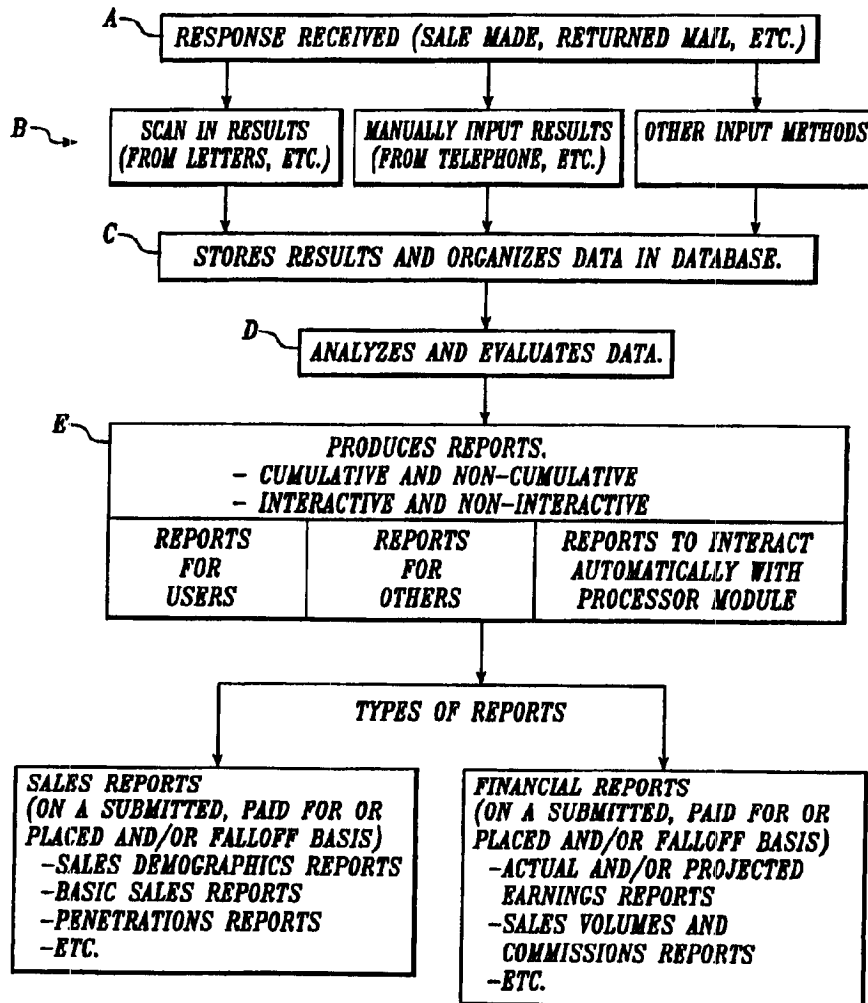 A
RESPONSE RECEIVED (SALE MADE, RETURNED MAIL, ETC.)
B
SCAN IN RESULTS
(FROM LETTERS, ETC.)
MANUALLY INPUT RESULTS
(FROM TELEPHONE, ETC.)
OTHER INPUT METHODS
C
STORES RESULTS AND ORGANIZES DATA IN DATABASE.
D
ANALYZES AND EVALUATES DATA.
E
PRODUCES REPORTS.
- CUMULATIVE AND NON-CUMULATIVE
- INTERACTIVE AND NON-INTERACTIVE
REPORTS
FOR
USERS
REPORTS
FOR
OTHERS
REPORTS TO INTERACT
AUTOMATICALLY WITH
PROCESSOR MODULE
TYPES OF REPORTS
SALES REPORTS
(ON A SUBMITTED, PAID FOR OR
PLACED AND/OR FALLOFF BASIS)
-SALES DEMOGRAPHICS REPORTS
-BASIC SALES REPORTS
-PENETRATIONS REPORTS
-ETC.
FINANCIAL REPORTS
(ON A SUBMITTED, PAID FOR OR
PLACED AND/OR FALLOFF BASIS)
-ACTUAL AND/OR PROJECTED
EARNINGS REPORTS
-SALES VOLUMES AND
COMMISSIONS REPORTS
-ETC.